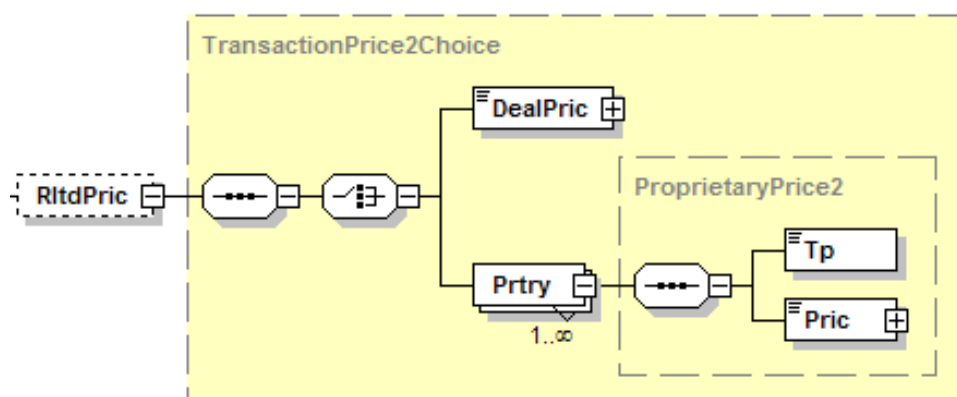 TransactionPrice2Choice
DealPric
RltdPric
ProprietaryPrice2
Tp
Prtry
Pric
1..∞